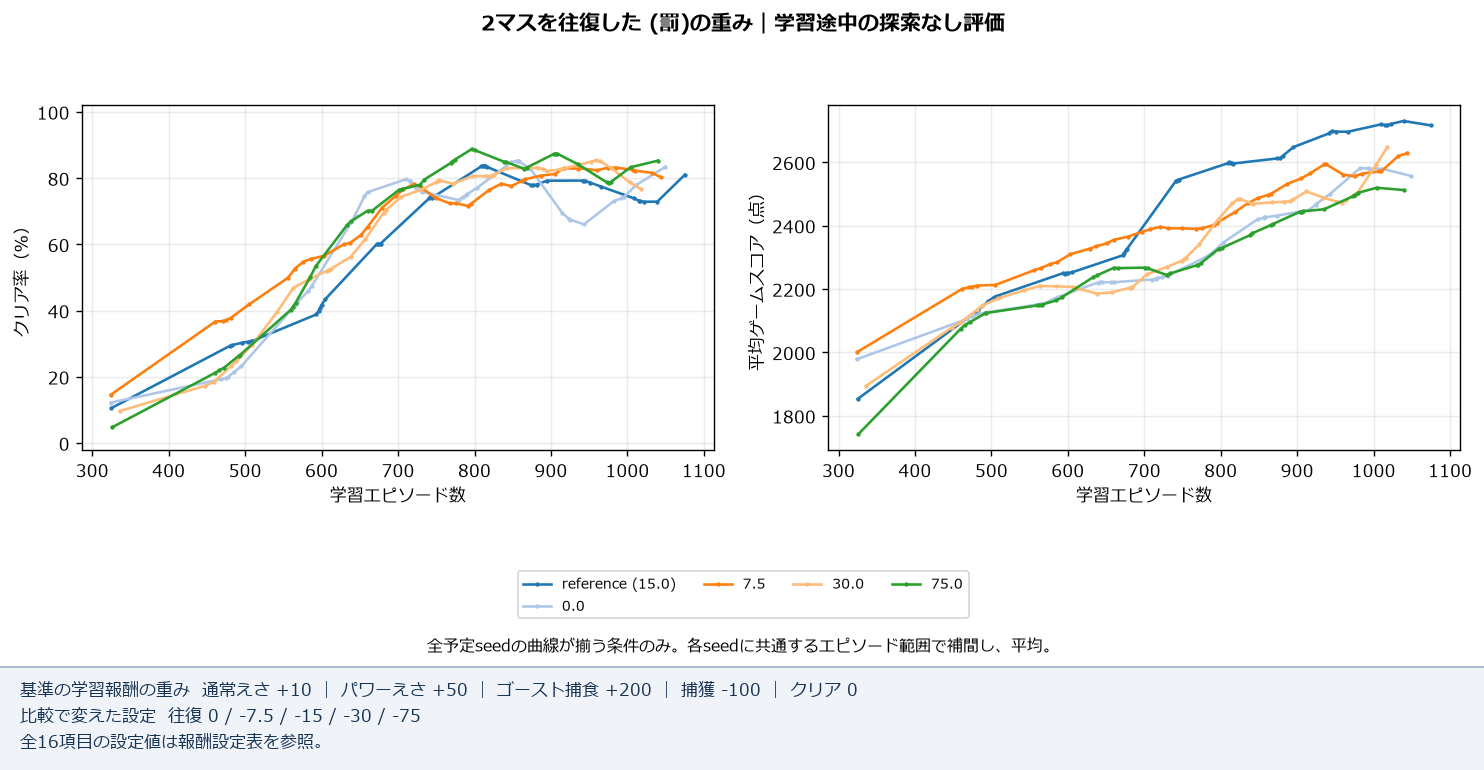 2マスを往復した (罰)の重み｜学習途中の探索なし評価
クリア率（%）
100
80
60
40
20
0
300 400 500 600 700 800 900 1000 1100
学習エピソード数
平均ゲームスコア（点）
2600
2400
2200
2000
1800
300 400 500 600 700 800 900 1000 1100
学習エピソード数
reference (15.0) 7.5 30.0 75.0
0.0
全予定seedの曲線が揃う条件のみ。各seedに共通するエピソード範囲で補間し、平均。
基準の学習報酬の重み 通常えさ +10 ｜ パワーえさ +50 ｜ ゴースト捕食 +200 ｜ 捕獲 -100 ｜ クリア 0
比較で変えた設定 往復 0 / -7.5 / -15 / -30 / -75
全16項目の設定値は報酬設定表を参照。